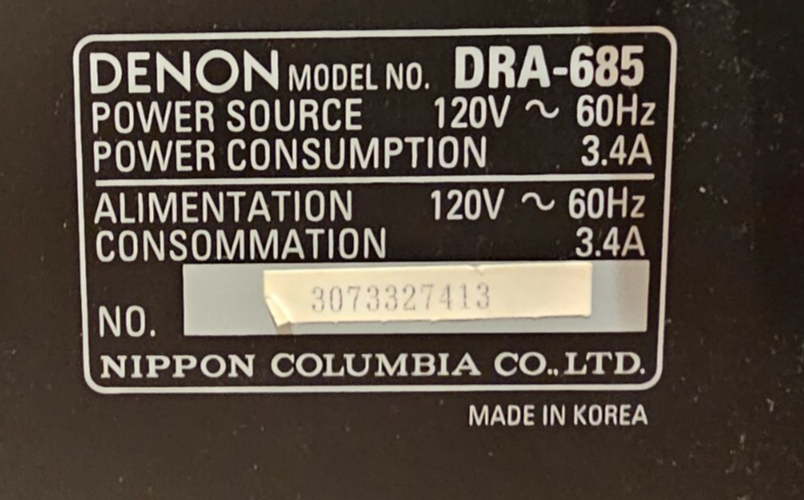 DENON MODEL NO. DRA-685
POWER SOURCE 120V ~ 60Hz
POWER CONSUMPTION 3.4A
ALIMENTATION 120V ~ 60Hz
CONSOMMATION 3.4A
NO. 3073327413
NIPPON COLUMBIA CO., LTD.
MADE IN KOREA